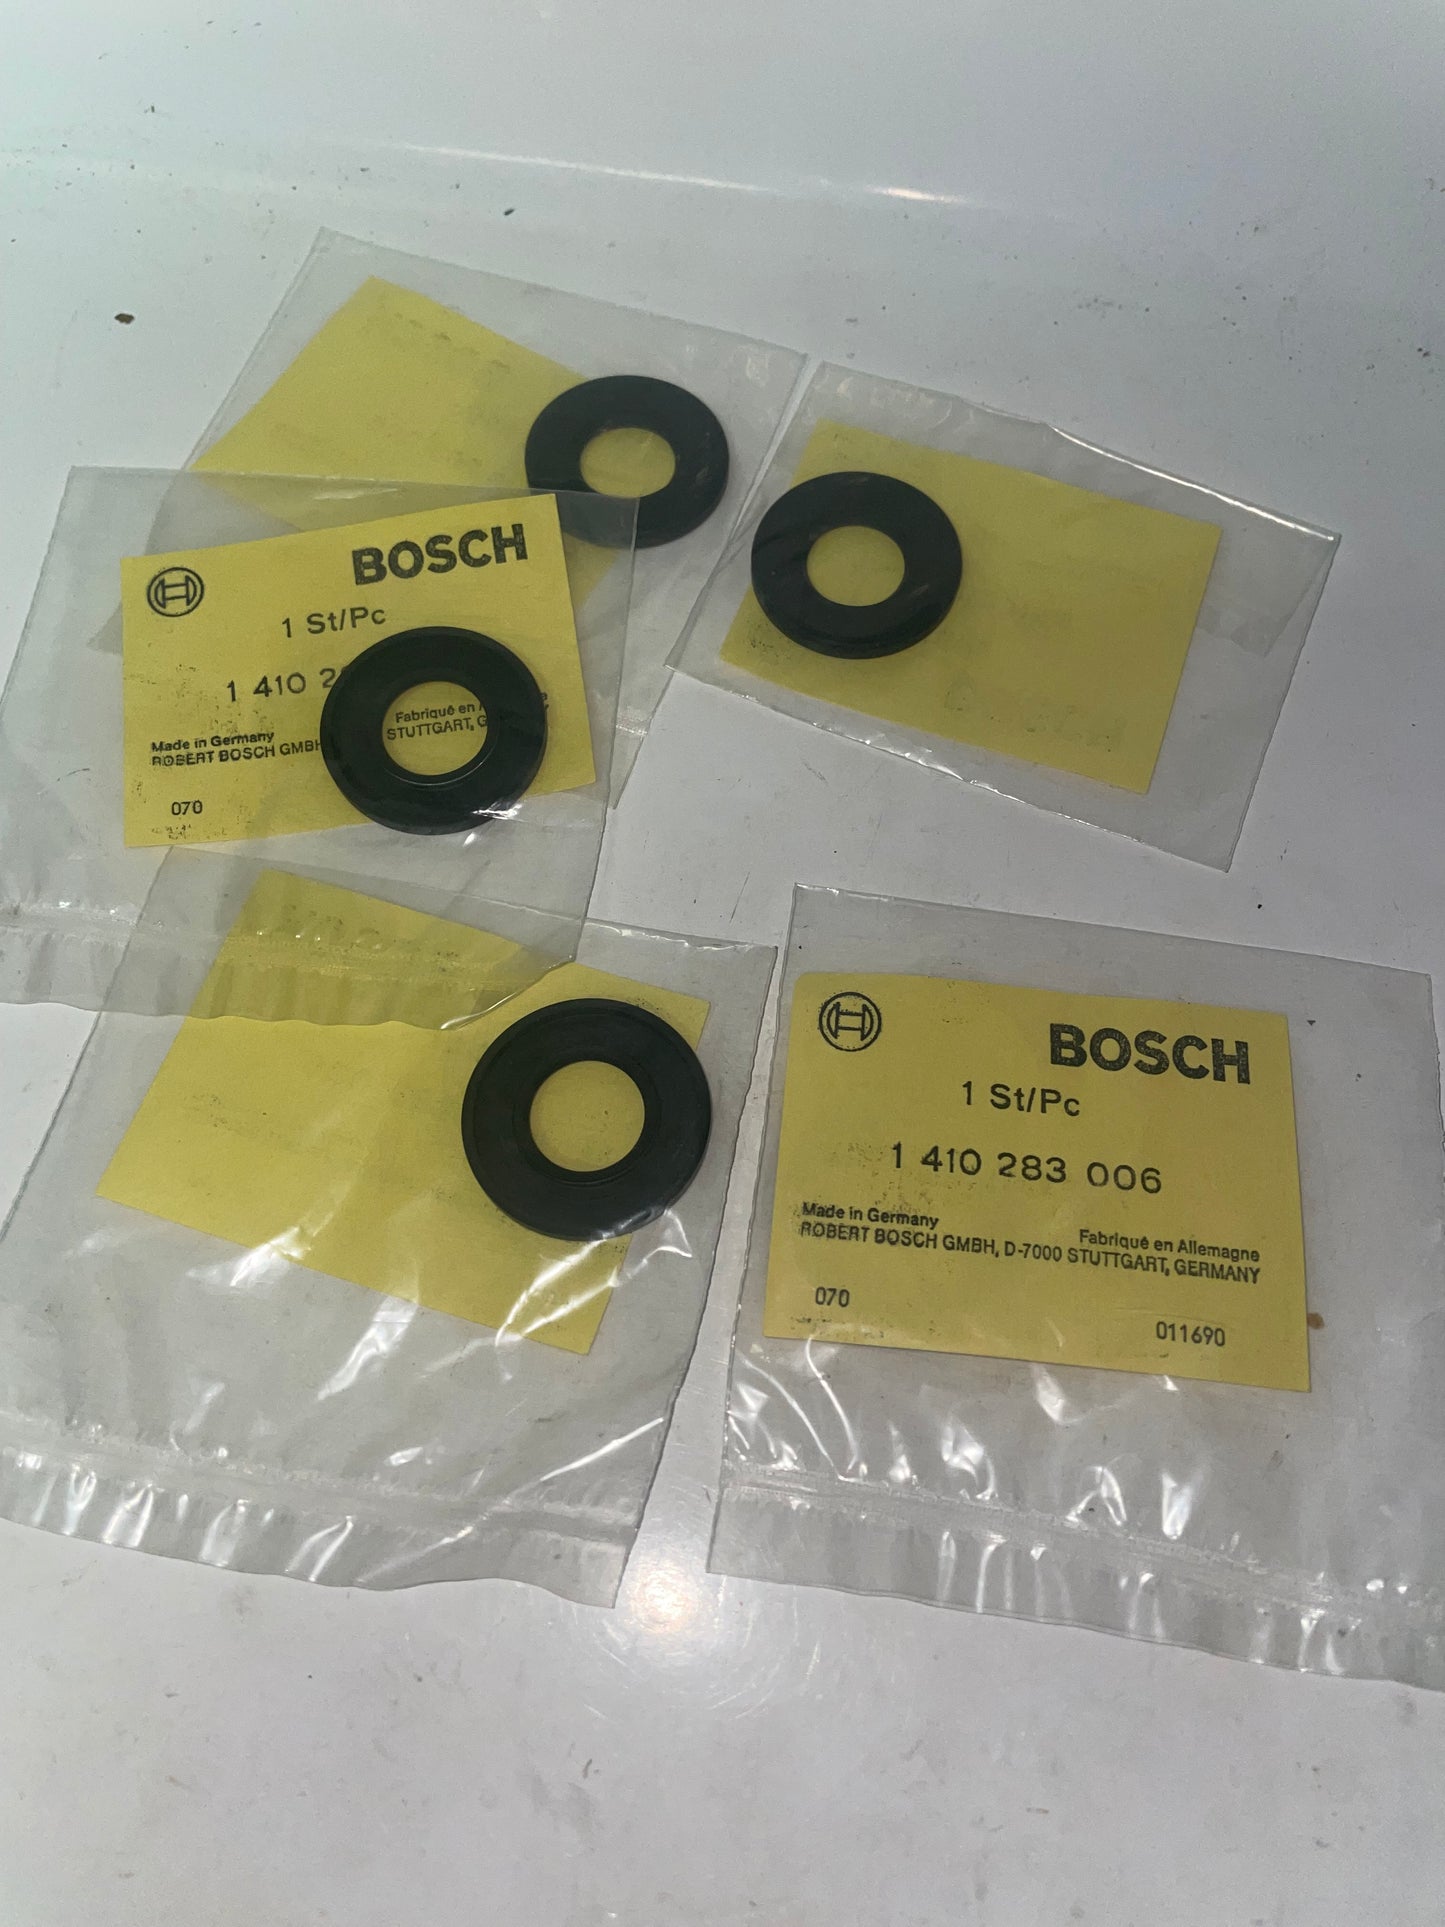 BOSCH
1 St/Pc
1 410
Made in Germany
Fabriqué en
ROBERT BOSCH GMBH
STUTTGART,
070
BOSCH
1 St/Pc
1 410 283 006
Made in Germany
Fabriqué en Allemagne
ROBERT BOSCH GMBH, D-7000 STUTTGART, GERMANY
070
011690